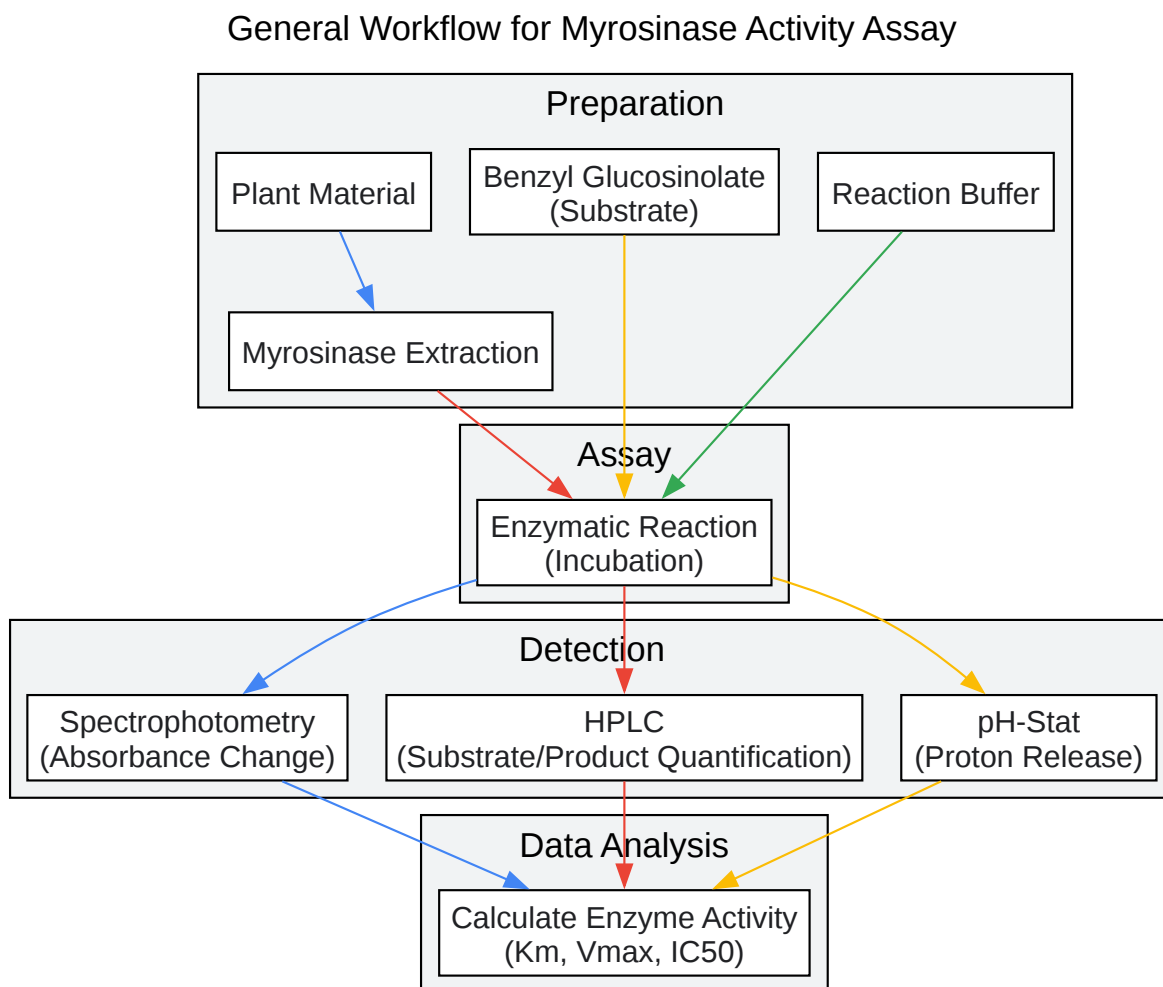 General Workflow for Myrosinase Activity Assay
Preparation
Plant Material
Benzyl Glucosinolate
(Substrate)
Reaction Buffer
Myrosinase Extraction
Assay
Enzymatic Reaction
(Incubation)
Detection
Spectrophotometry
(Absorbance Change)
HPLC
(Substrate/Product Quantification)
pH-Stat
(Proton Release)
Data Analysis
Calculate Enzyme Activity
(Km, Vmax, IC50)